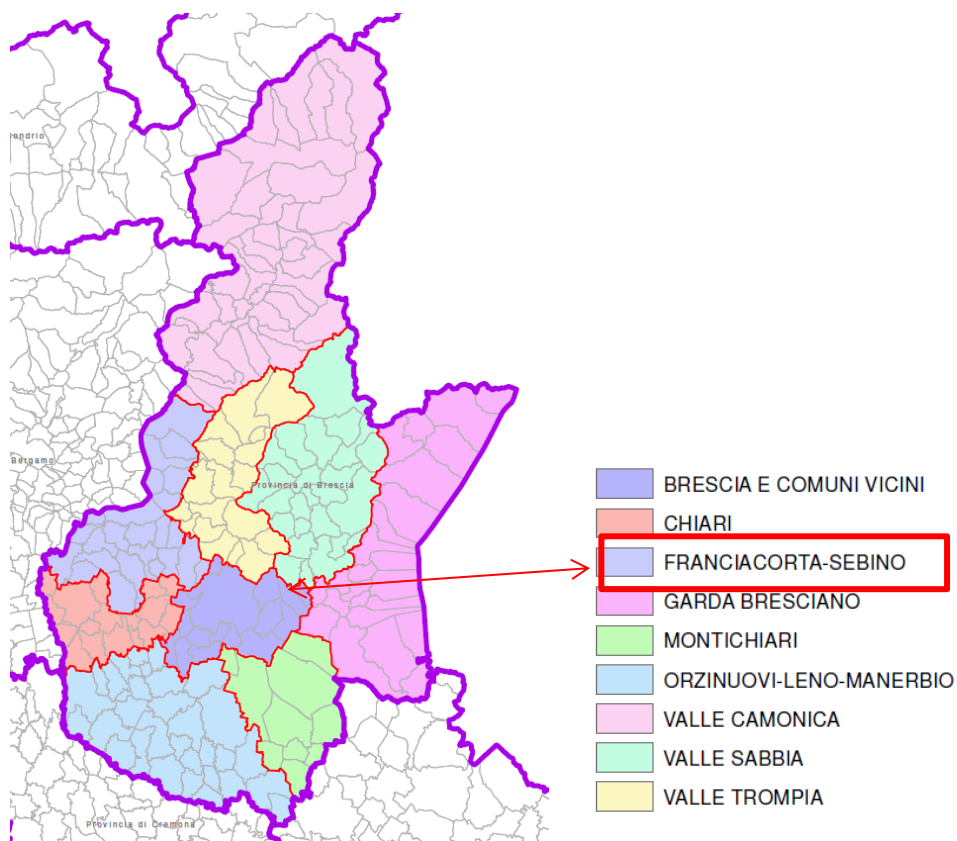 ondrio
Bergamo
Provincia di Brescia
Provincia di Cremona
BRESCIA E COMUNI VICINI
CHIARI
FRANCIACORTA-SEBINO
GARDA BRESCIANO
MONTICHIARI
ORZINUOVI-LENO-MANERBIO
VALLE CAMONICA
VALLE SABBIA
VALLE TROMPIA